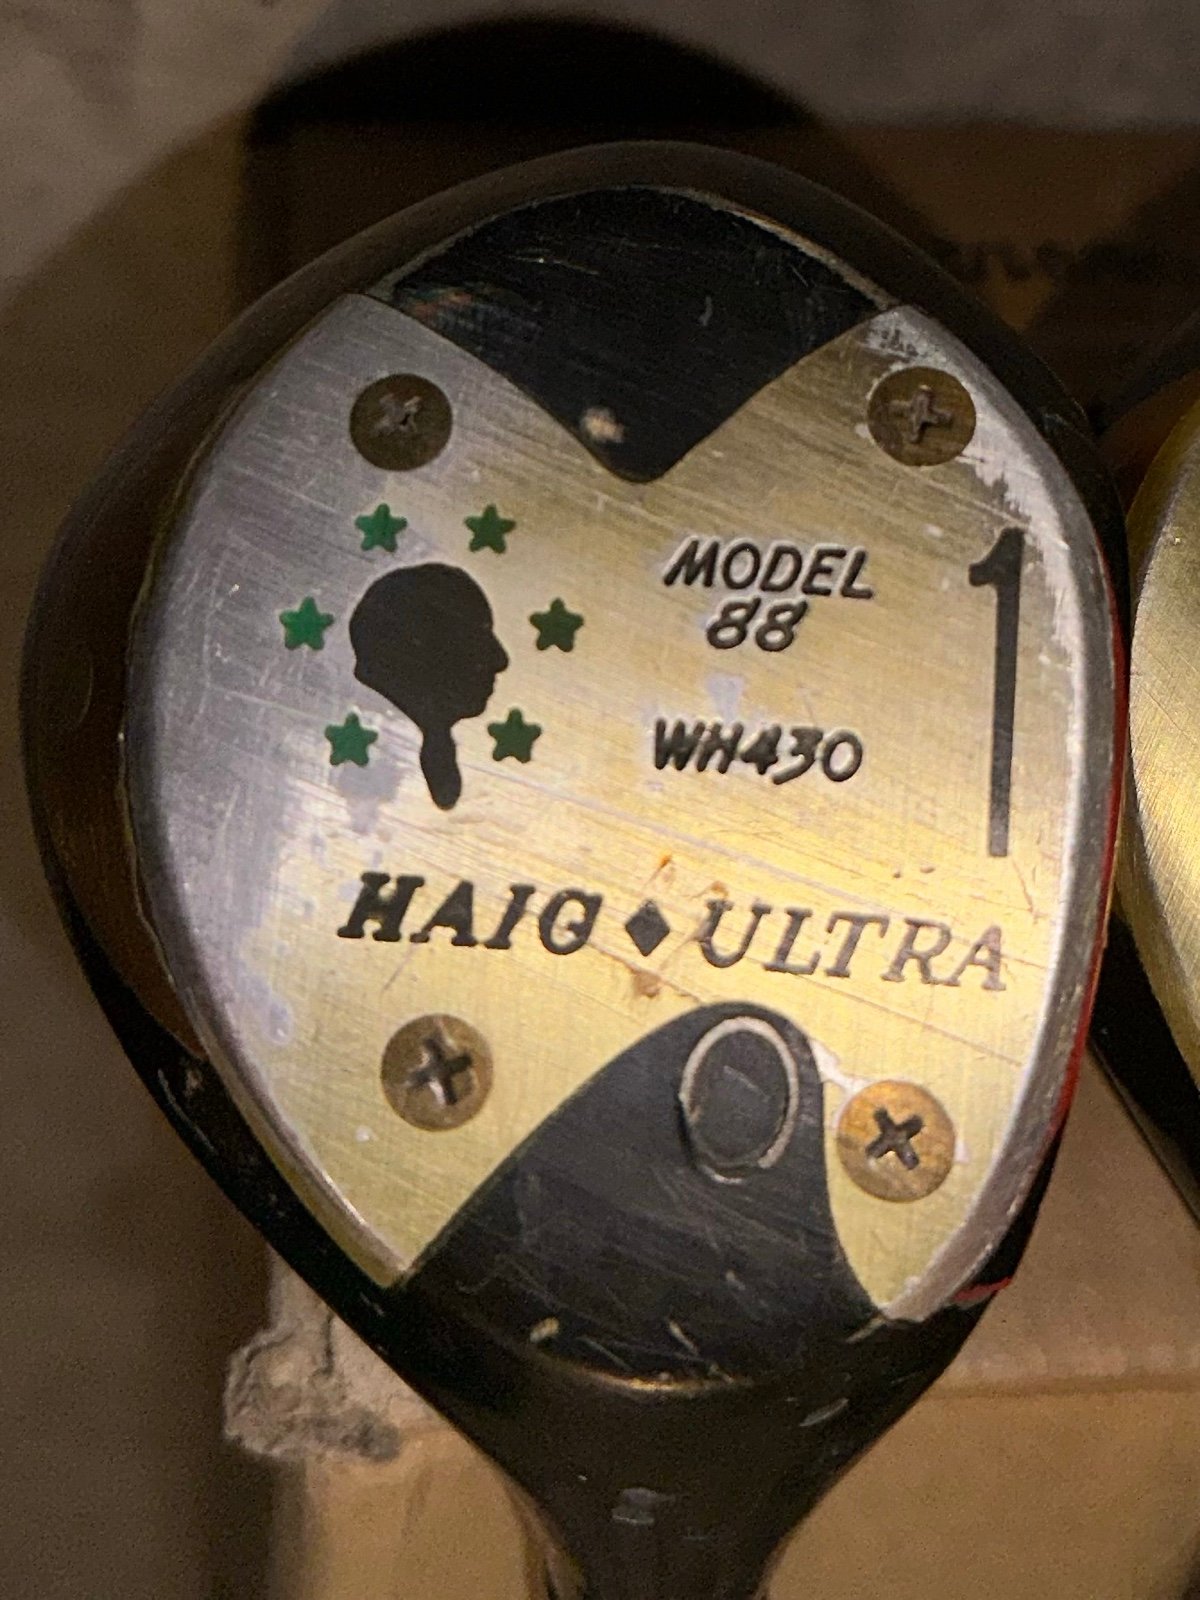 MODEL
88
1
WH430
HAIG ♦ ULTRA